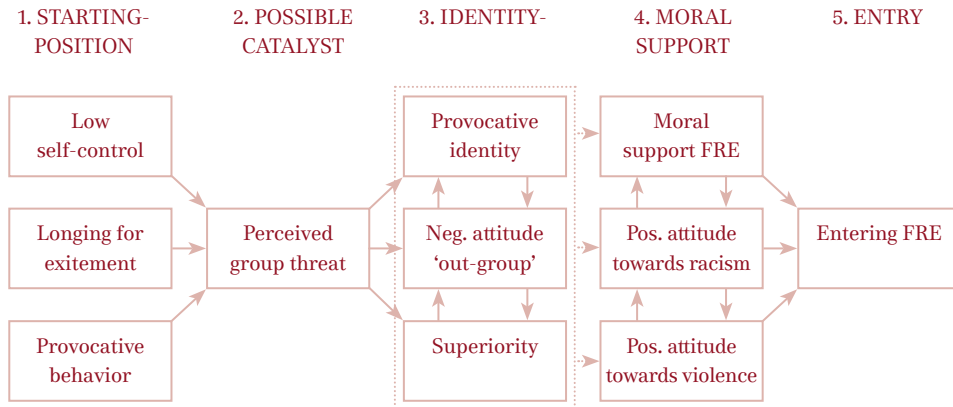 1. STARTING-
POSITION
2. POSSIBLE
CATALYST
3. IDENTITY-
4. MORAL
SUPPORT
5. ENTRY
Low
self-control
Longing for
exitement
Provocative
behavior
Perceived
group threat
Provocative
identity
Neg. attitude
‘out-group’
Superiority
Moral
support FRE
Pos. attitude
towards racism
Pos. attitude
towards violence
Entering FRE